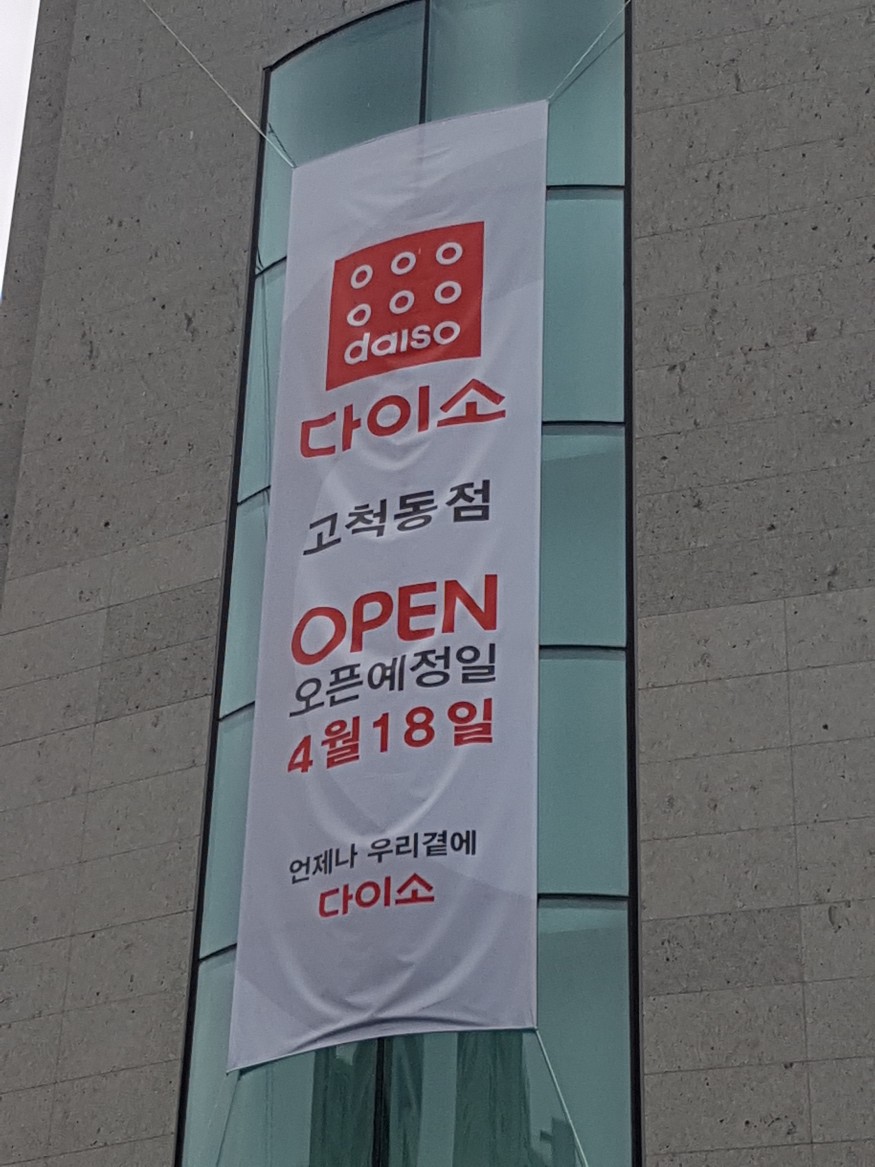 daiso
다이소
고척동점
OPEN
오픈예정일
4월18일
언제나 우리곁에
다이소